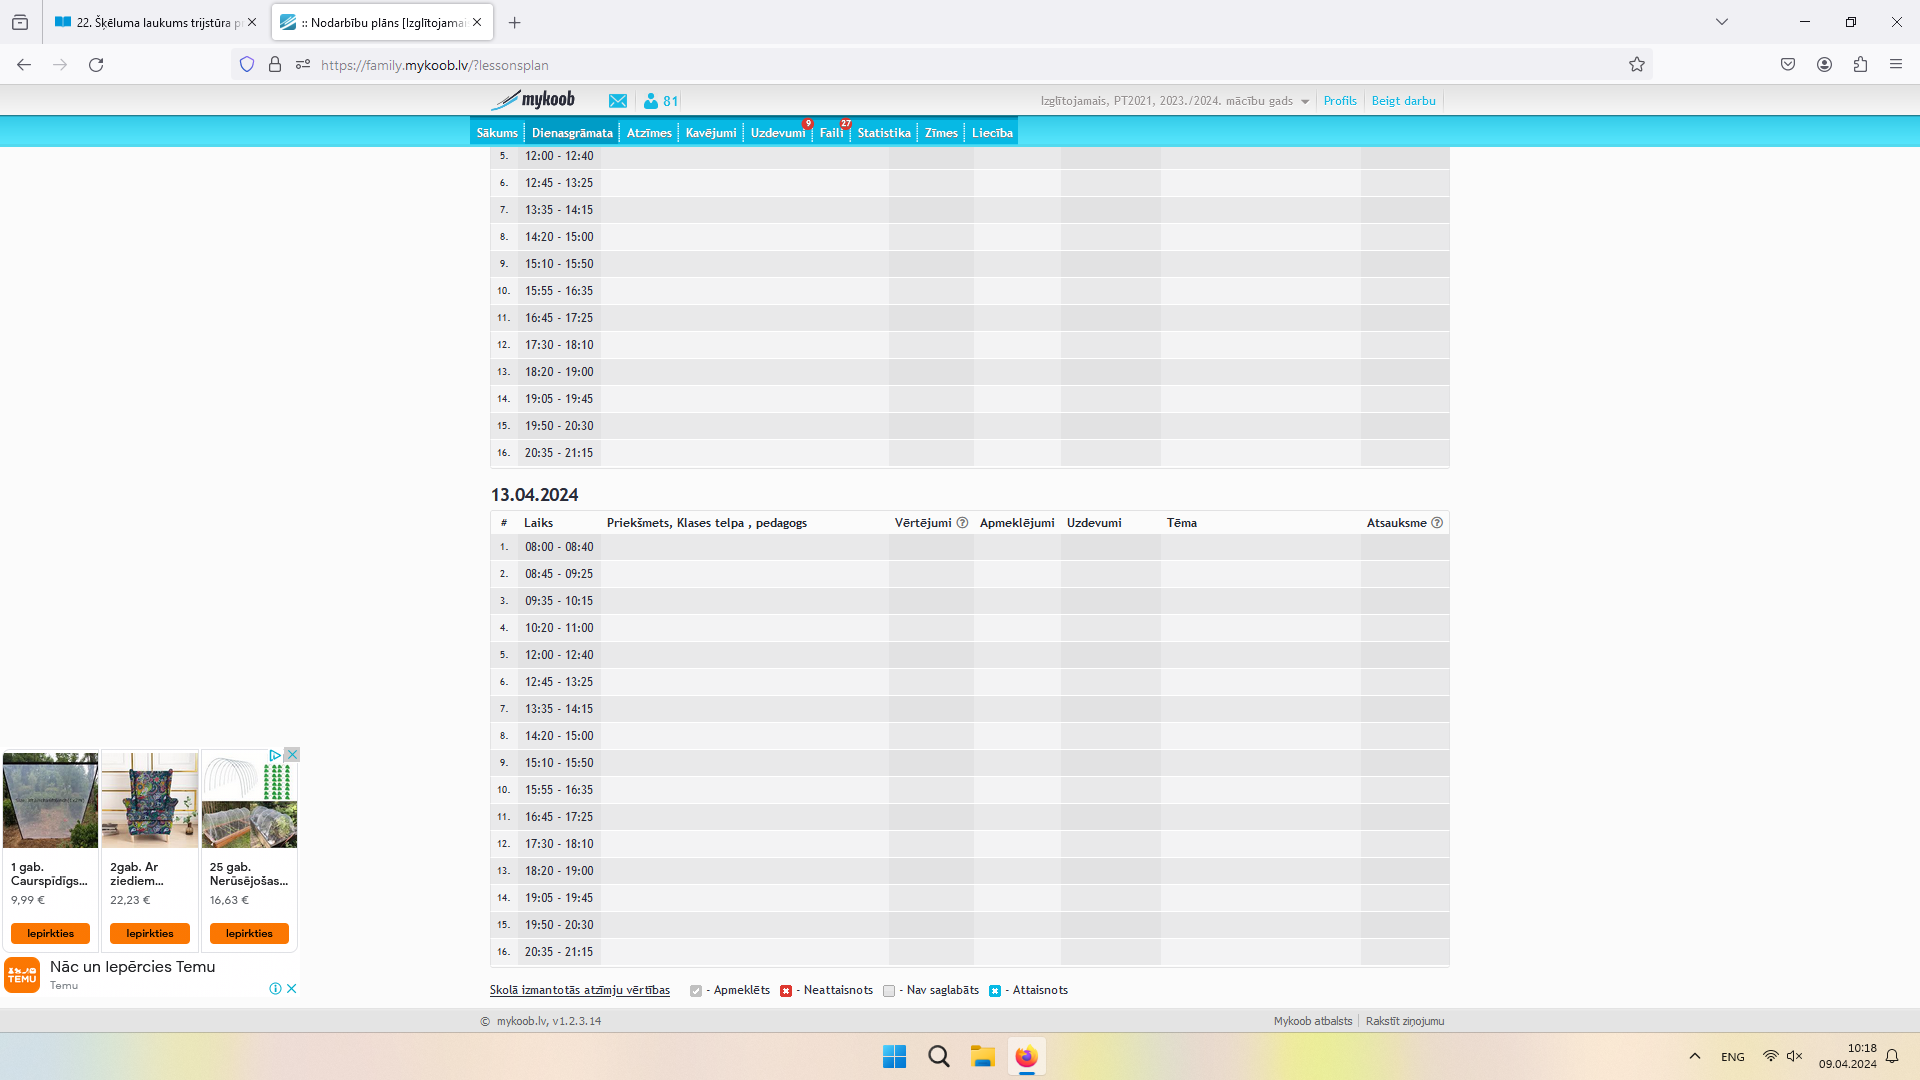 22. Šķēluma laukums trijstūra p
:: Nodarbību plāns [Izglītojamai
https://family.mykoob.lv/?lessonsplan
mykoob
81
Izglītojamais, PT2021, 2023./2024. mācību gads
Profils
Beigt darbu
Sākums
Dienasgrāmata
Atzīmes
Kavējumi
Uzdevumi 9
Faili 27
Statistika
Zīmes
Liecība
5. 12:00 - 12:40
6. 12:45 - 13:25
7. 13:35 - 14:15
8. 14:20 - 15:00
9. 15:10 - 15:50
10. 15:55 - 16:35
11. 16:45 - 17:25
12. 17:30 - 18:10
13. 18:20 - 19:00
14. 19:05 - 19:45
15. 19:50 - 20:30
16. 20:35 - 21:15
13.04.2024
# Laiks Priekšmets, Klases telpa , pedagogs Vērtējumi ? Apmeklējumi Uzdevumi Tēma Atsauksme ?
1. 08:00 - 08:40
2. 08:45 - 09:25
3. 09:35 - 10:15
4. 10:20 - 11:00
5. 12:00 - 12:40
6. 12:45 - 13:25
7. 13:35 - 14:15
8. 14:20 - 15:00
9. 15:10 - 15:50
10. 15:55 - 16:35
11. 16:45 - 17:25
12. 17:30 - 18:10
13. 18:20 - 19:00
14. 19:05 - 19:45
15. 19:50 - 20:30
16. 20:35 - 21:15
Skolā izmantotās atzīmju vērtības - Apmeklēts - Neattaisnots - Nav saglabāts - Attaisnots
1 gab.
Caurspīdīgs...
9,99 €
Iepirkties
2gab. Ar
ziediem...
22,23 €
Iepirkties
25 gab.
Nerūsējošas...
16,63 €
Iepirkties
TEMU
Nāc un Iepērcies Temu
Temu
© mykoob.lv, v1.2.3.14
Mykoob atbalsts
Rakstīt ziņojumu
ENG
10:18
09.04.2024